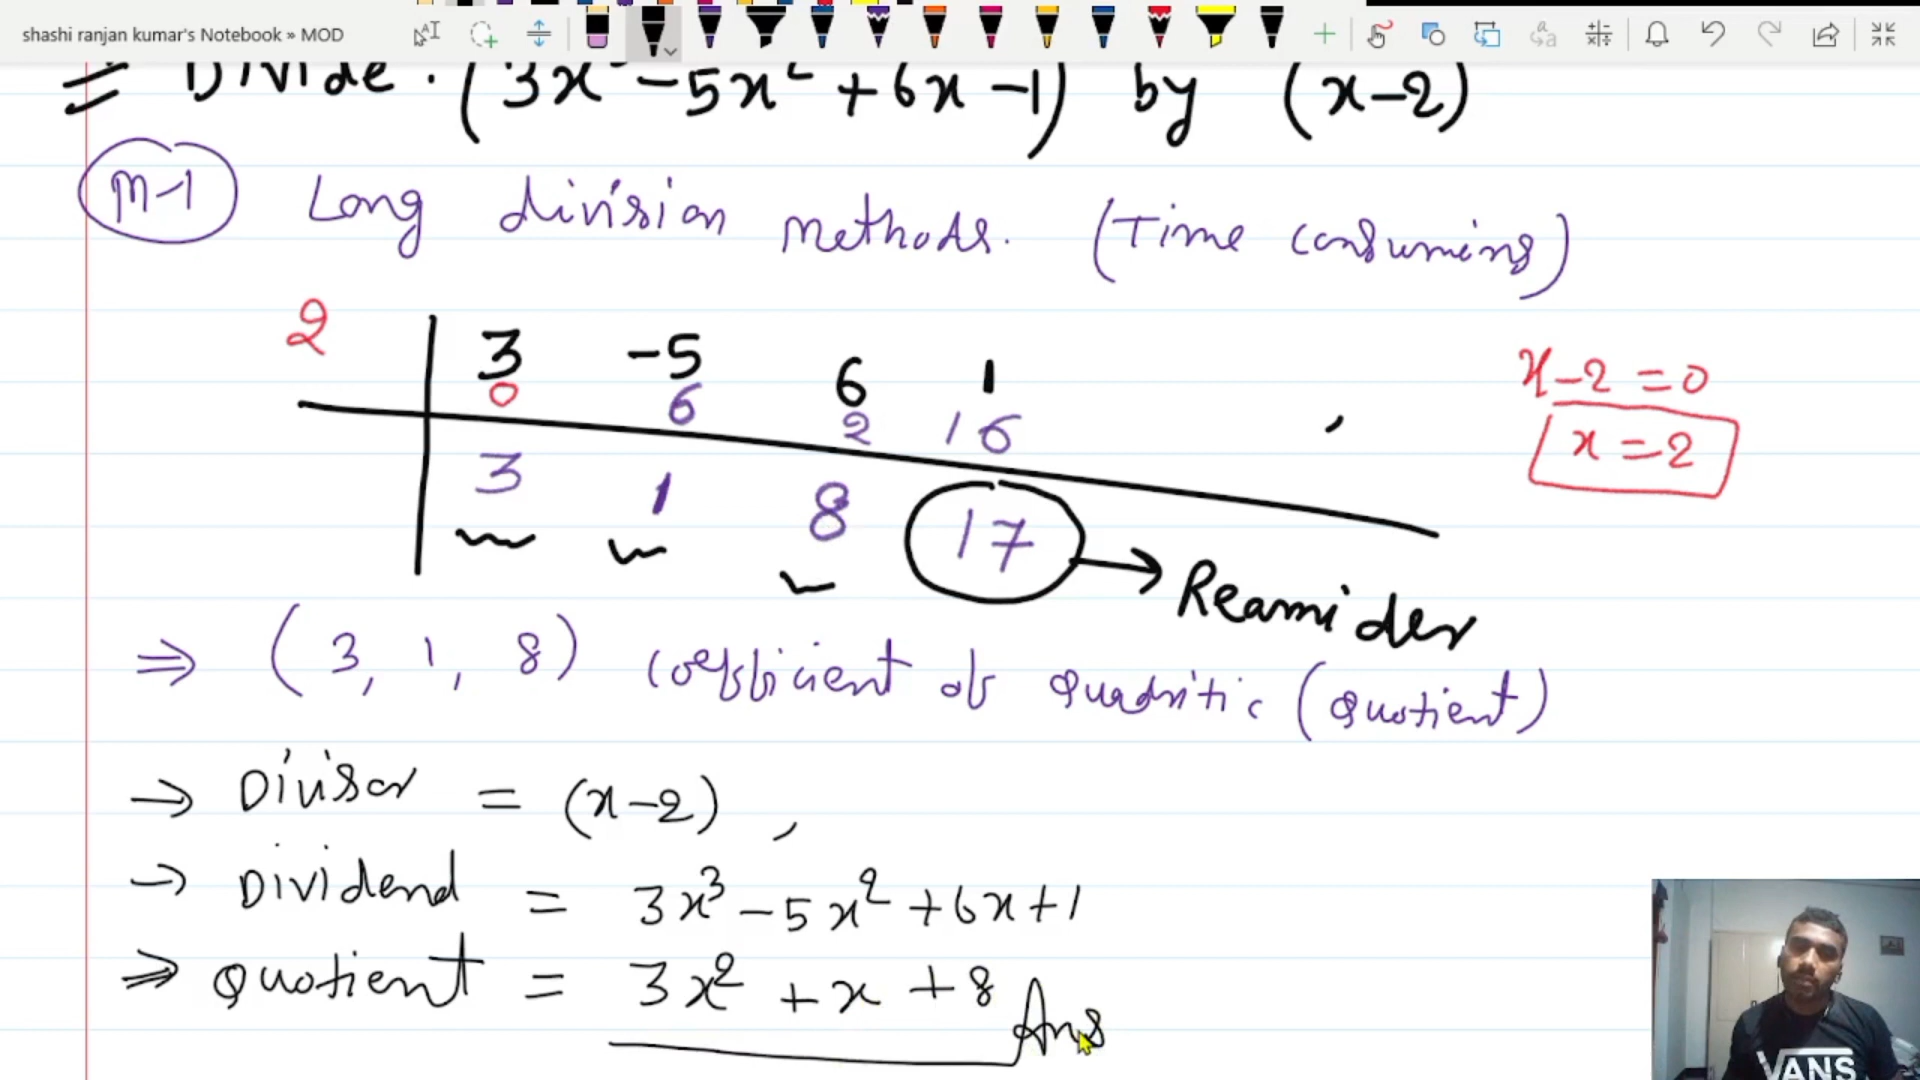 shashi ranjan kumar's Notebook » MOD
= Divide. (3x³ -5x² +6x -1) by (x-2)
M-1 Long division methods. (Time consuming)
2 3 -5 6 1
0 6 2 16
3 1 8 17 → Reamider
x-2 = 0
x = 2
⇒ (3, 1, 8) coefficient of quadritic (quotient)
→ Divisor = (x-2) ,
→ Dividend = 3x³ -5x² +6x+1
⇒ Quotient = 3x² +x +8 Ans
VANS